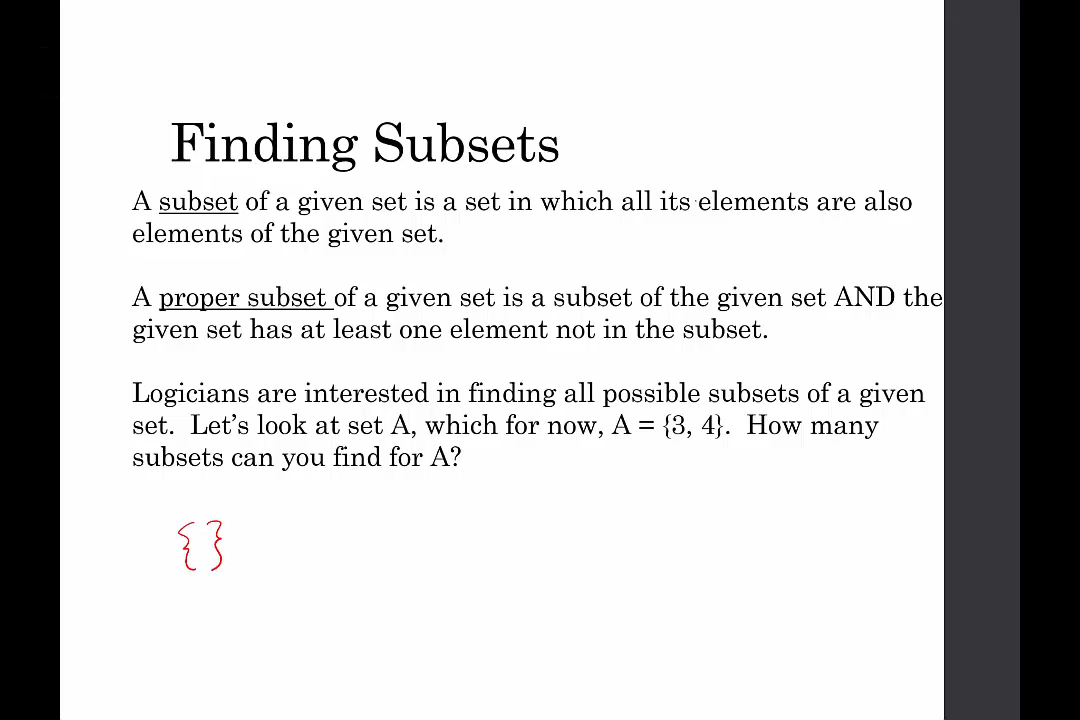 Finding Subsets
A subset of a given set is a set in which all its elements are also
elements of the given set.
A proper subset of a given set is a subset of the given set AND the
given set has at least one element not in the subset.
Logicians are interested in finding all possible subsets of a given
set. Let’s look at set A, which for now, A = {3, 4}. How many
subsets can you find for A?
{ }